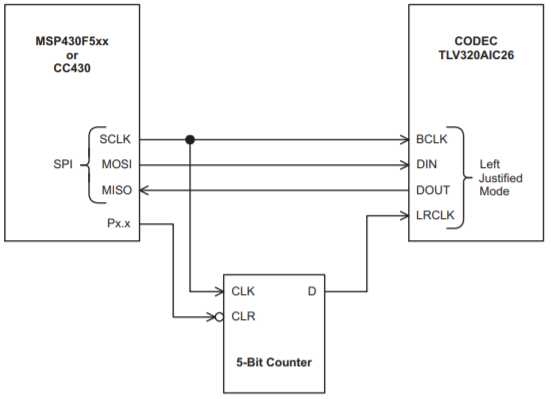 MSP430F5xx
or
CC430
SPI
SCLK
MOSI
MISO
Px.x
CODEC
TLV320AIC26
BCLK
DIN
DOUT
LRCLK
Left
Justified
Mode
CLK
D
CLR
5-Bit Counter